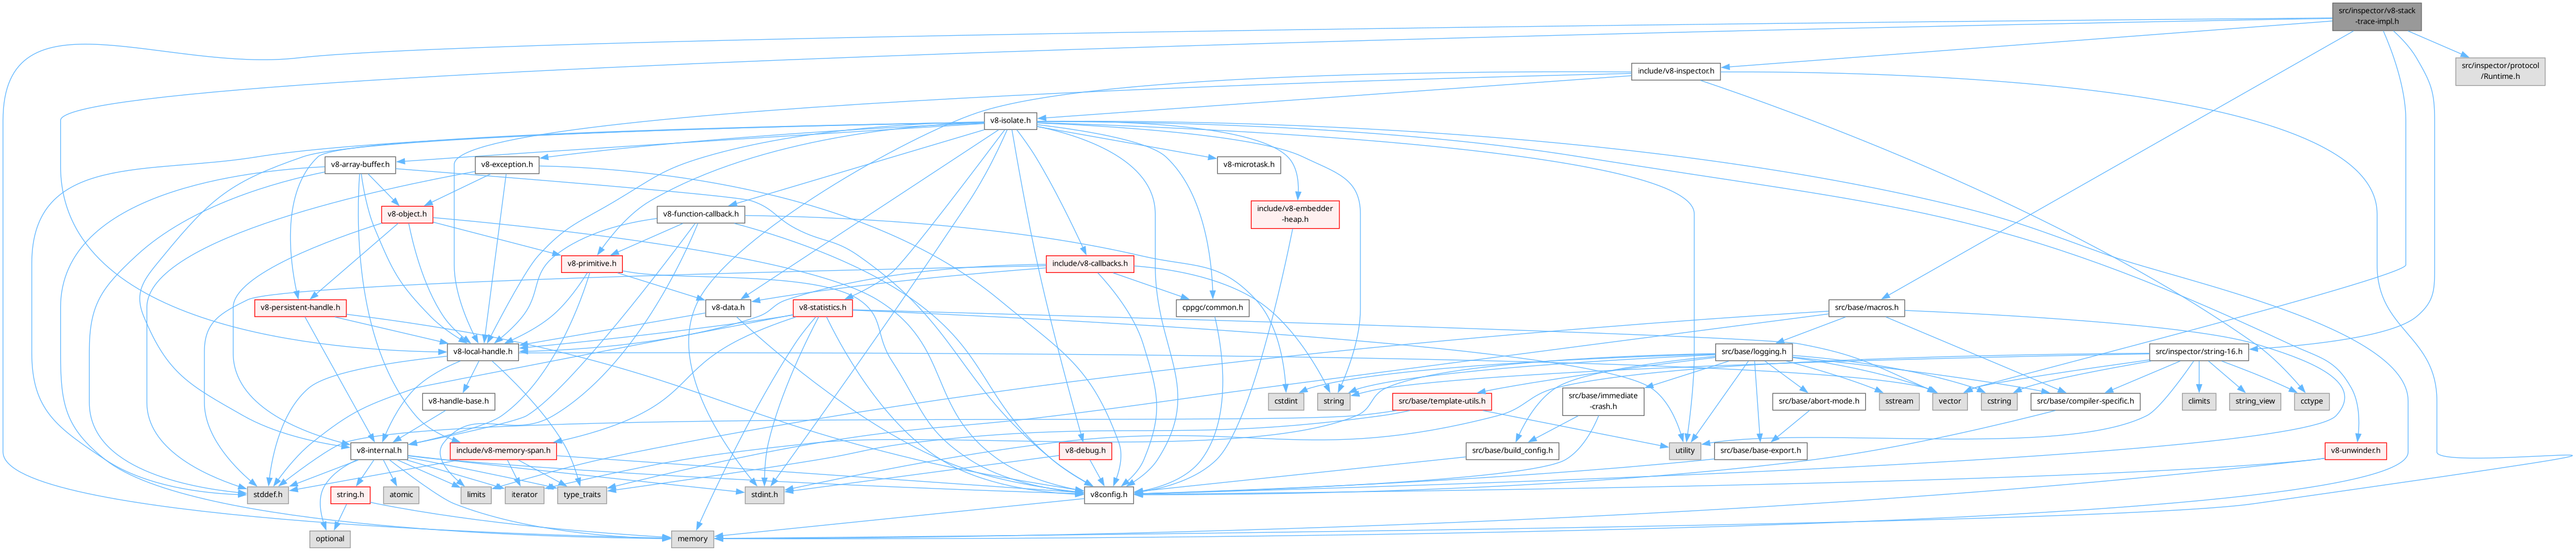 src/inspector/v8-stack
-trace-impl.h
include/v8-inspector.h
src/inspector/protocol
/Runtime.h
v8-isolate.h
v8-array-buffer.h
v8-exception.h
v8-microtask.h
v8-object.h
v8-function-callback.h
include/v8-embedder
-heap.h
v8-primitive.h
include/v8-callbacks.h
v8-persistent-handle.h
v8-data.h
v8-statistics.h
cppgc/common.h
src/base/macros.h
v8-local-handle.h
src/base/logging.h
src/inspector/string-16.h
v8-handle-base.h
cstdint
string
src/base/template-utils.h
src/base/immediate
-crash.h
src/base/abort-mode.h
sstream
vector
cstring
src/base/compiler-specific.h
climits
string_view
cctype
v8-internal.h
include/v8-memory-span.h
v8-debug.h
src/base/build_config.h
utility
src/base/base-export.h
v8-unwinder.h
stddef.h
string.h
atomic
limits
iterator
type_traits
stdint.h
v8config.h
optional
memory